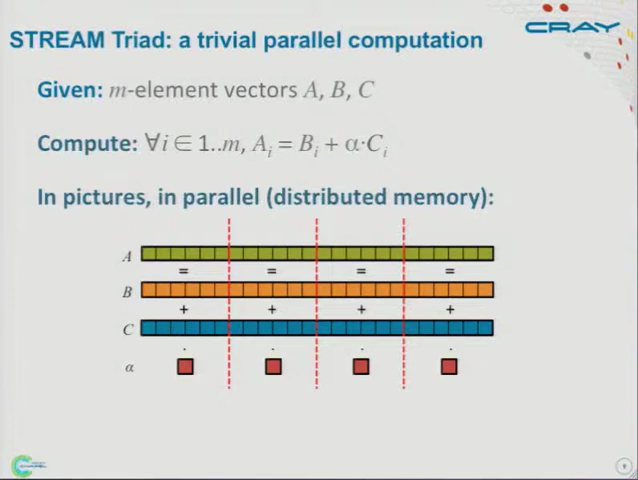 CRAY
STREAM Triad: a trivial parallel computation
Given: m-element vectors A, B, C
Compute: ∀i ∈ 1..m, Aᵢ = Bᵢ + α·Cᵢ
In pictures, in parallel (distributed memory):
A
= = = =
B
+ + + +
C
· · · ·
α